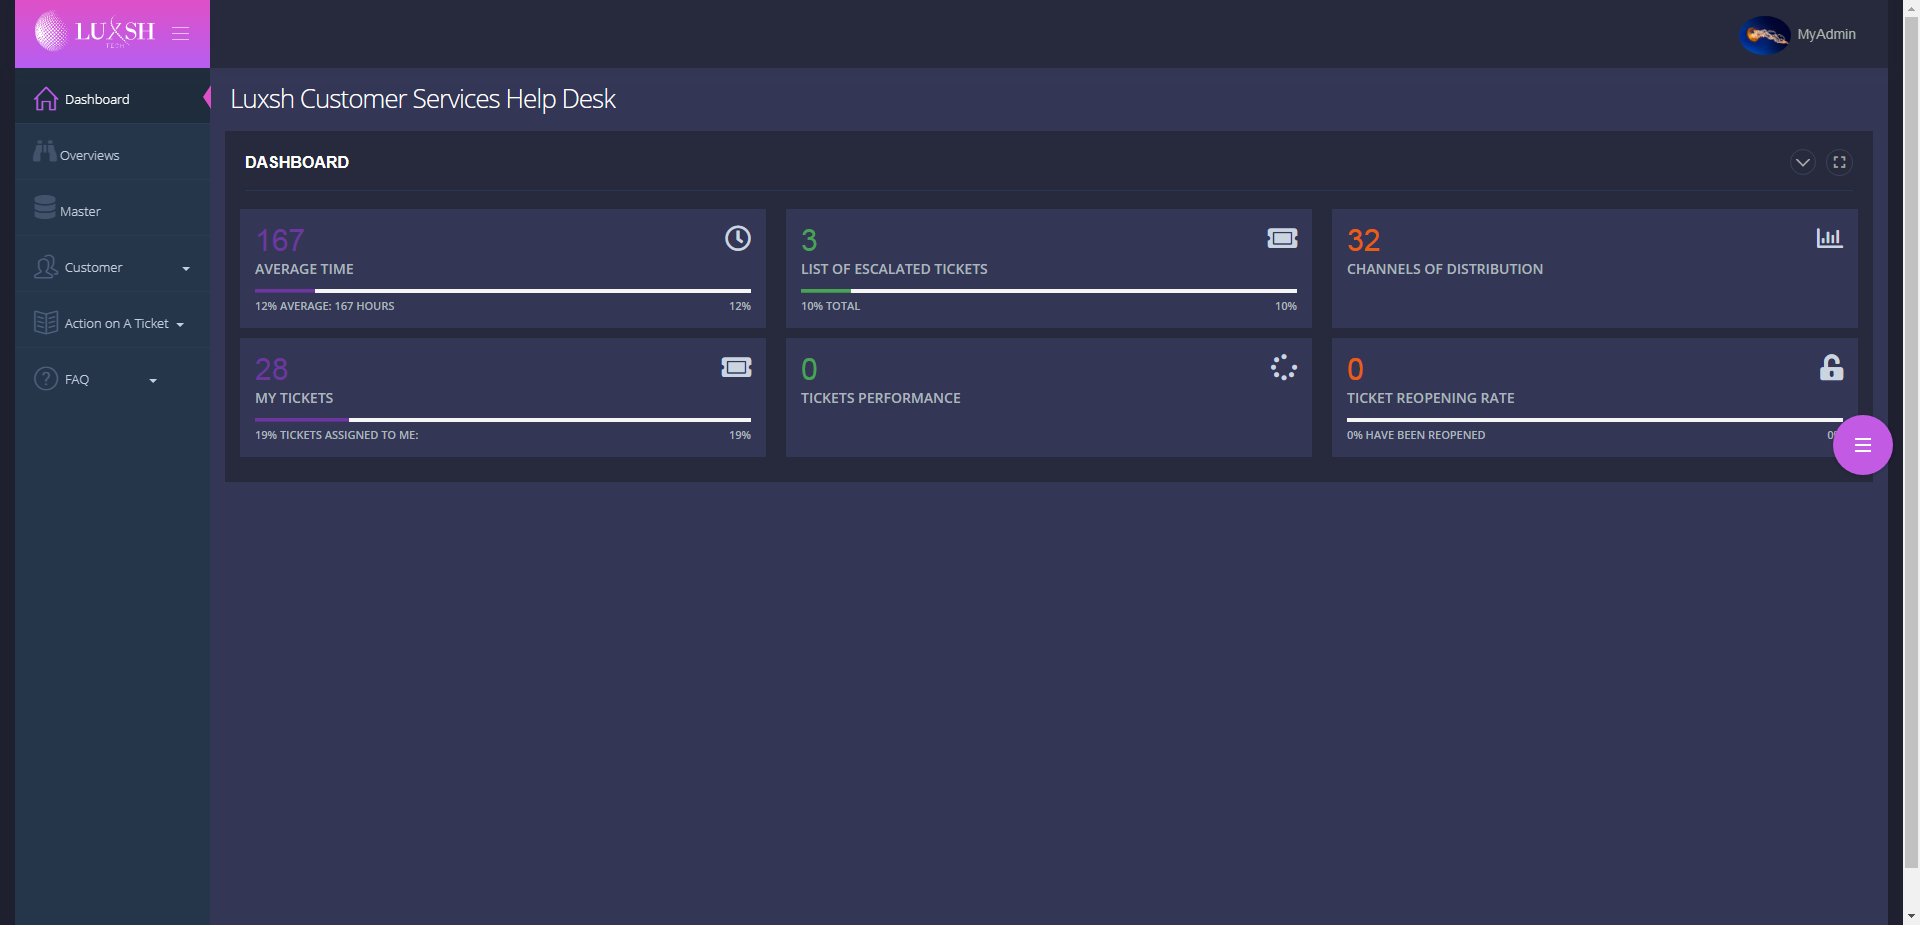 LUXSH
TECH
MyAdmin
Dashboard
Overviews
Master
Customer
Action on A Ticket
FAQ
Luxsh Customer Services Help Desk
DASHBOARD
167
AVERAGE TIME
12% AVERAGE: 167 HOURS 12%
3
LIST OF ESCALATED TICKETS
10% TOTAL 10%
32
CHANNELS OF DISTRIBUTION
28
MY TICKETS
19% TICKETS ASSIGNED TO ME: 19%
0
TICKETS PERFORMANCE
0
TICKET REOPENING RATE
0% HAVE BEEN REOPENED